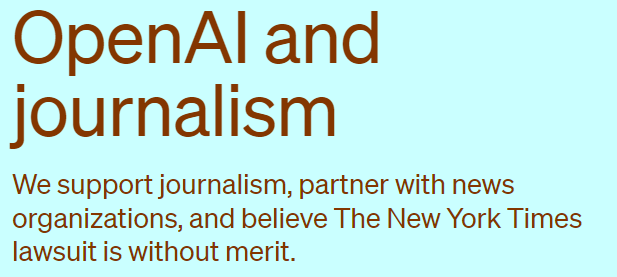 OpenAI and
journalism
We support journalism, partner with news
organizations, and believe The New York Times
lawsuit is without merit.